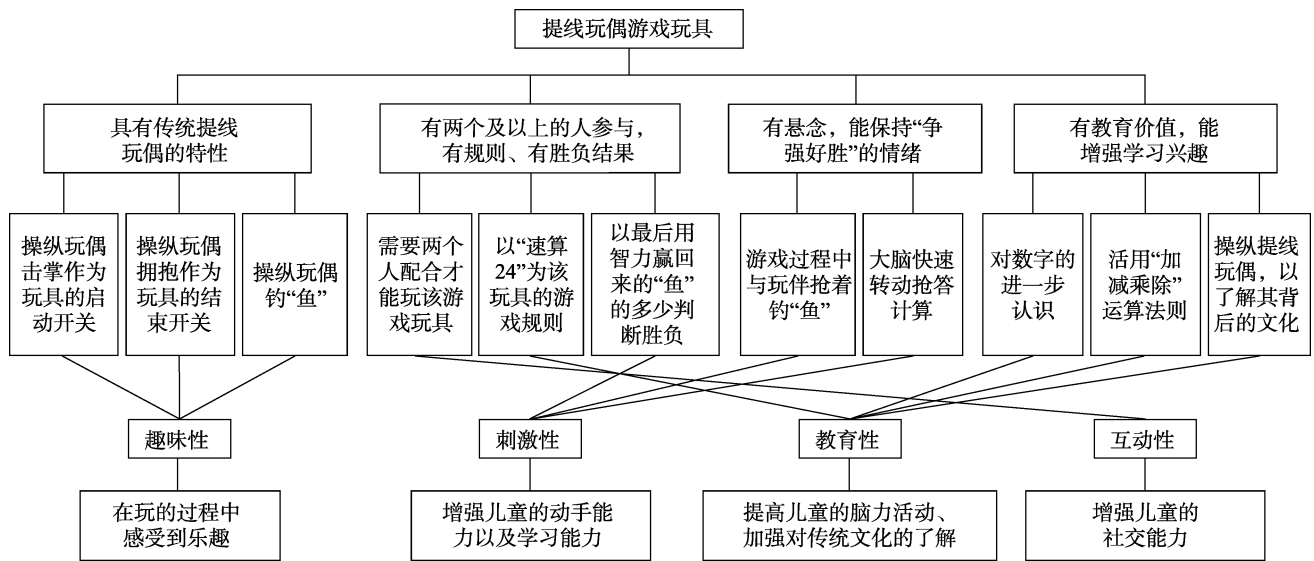 提线玩偶游戏玩具
具有传统提线
玩偶的特性
有两个及以上的人参与，
有规则、有胜负结果
有悬念，能保持“争
强好胜”的情绪
有教育价值，能
增强学习兴趣
操纵玩偶
击掌作为
玩具的启
动开关
操纵玩偶
拥抱作为
玩具的结
束开关
操纵玩偶
钓“鱼”
需要两个
人配合才
能玩该游
戏玩具
以“速算
24”为该
玩具的游
戏规则
以最后用
智力赢回
来的“鱼”
的多少判
断胜负
游戏过程中
与玩伴抢着
钓“鱼”
大脑快速
转动抢答
计算
对数字的
进一步
认识
活用“加
减乘除”
运算法则
操纵提线
玩偶，以
了解其背
后的文化
趣味性
刺激性
教育性
互动性
在玩的过程中
感受到乐趣
增强儿童的动手能
力以及学习能力
提高儿童的脑力活动、
加强对传统文化的了解
增强儿童的
社交能力